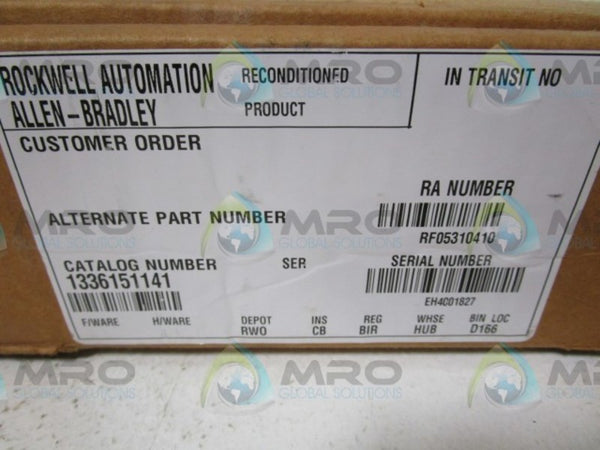 ROCKWELL AUTOMATION RECONDITIONED IN TRANSIT NO
ALLEN-BRADLEY PRODUCT
CUSTOMER ORDER
RA NUMBER
ALTERNATE PART NUMBER
RF05310410
CATALOG NUMBER SER SERIAL NUMBER
1336151141
EH4C01827
F/WARE H/WARE DEPOT INS REG WHSE BIN LOC
RWO CB BIR HUB D166
MRO
GLOBAL SOLUTIONS